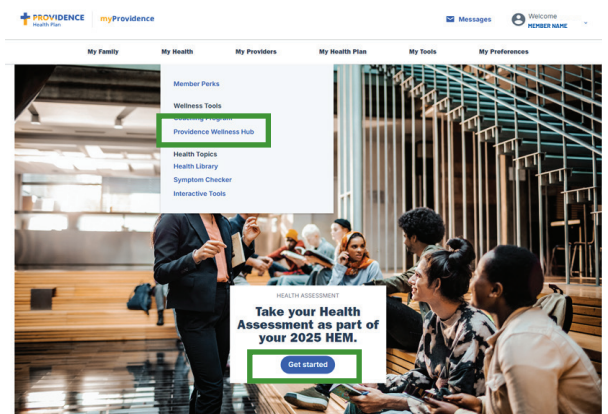 PROVIDENCE
Health Plan
myProvidence
Messages
Welcome
MEMBER NAME
My Family
My Health
My Providers
My Health Plan
My Tools
My Preferences
Member Perks
Wellness Tools
Coaching Program
Providence Wellness Hub
Health Topics
Health Library
Symptom Checker
Interactive Tools
HEALTH ASSESSMENT
Take your Health
Assessment as part of
your 2025 HEM.
Get started